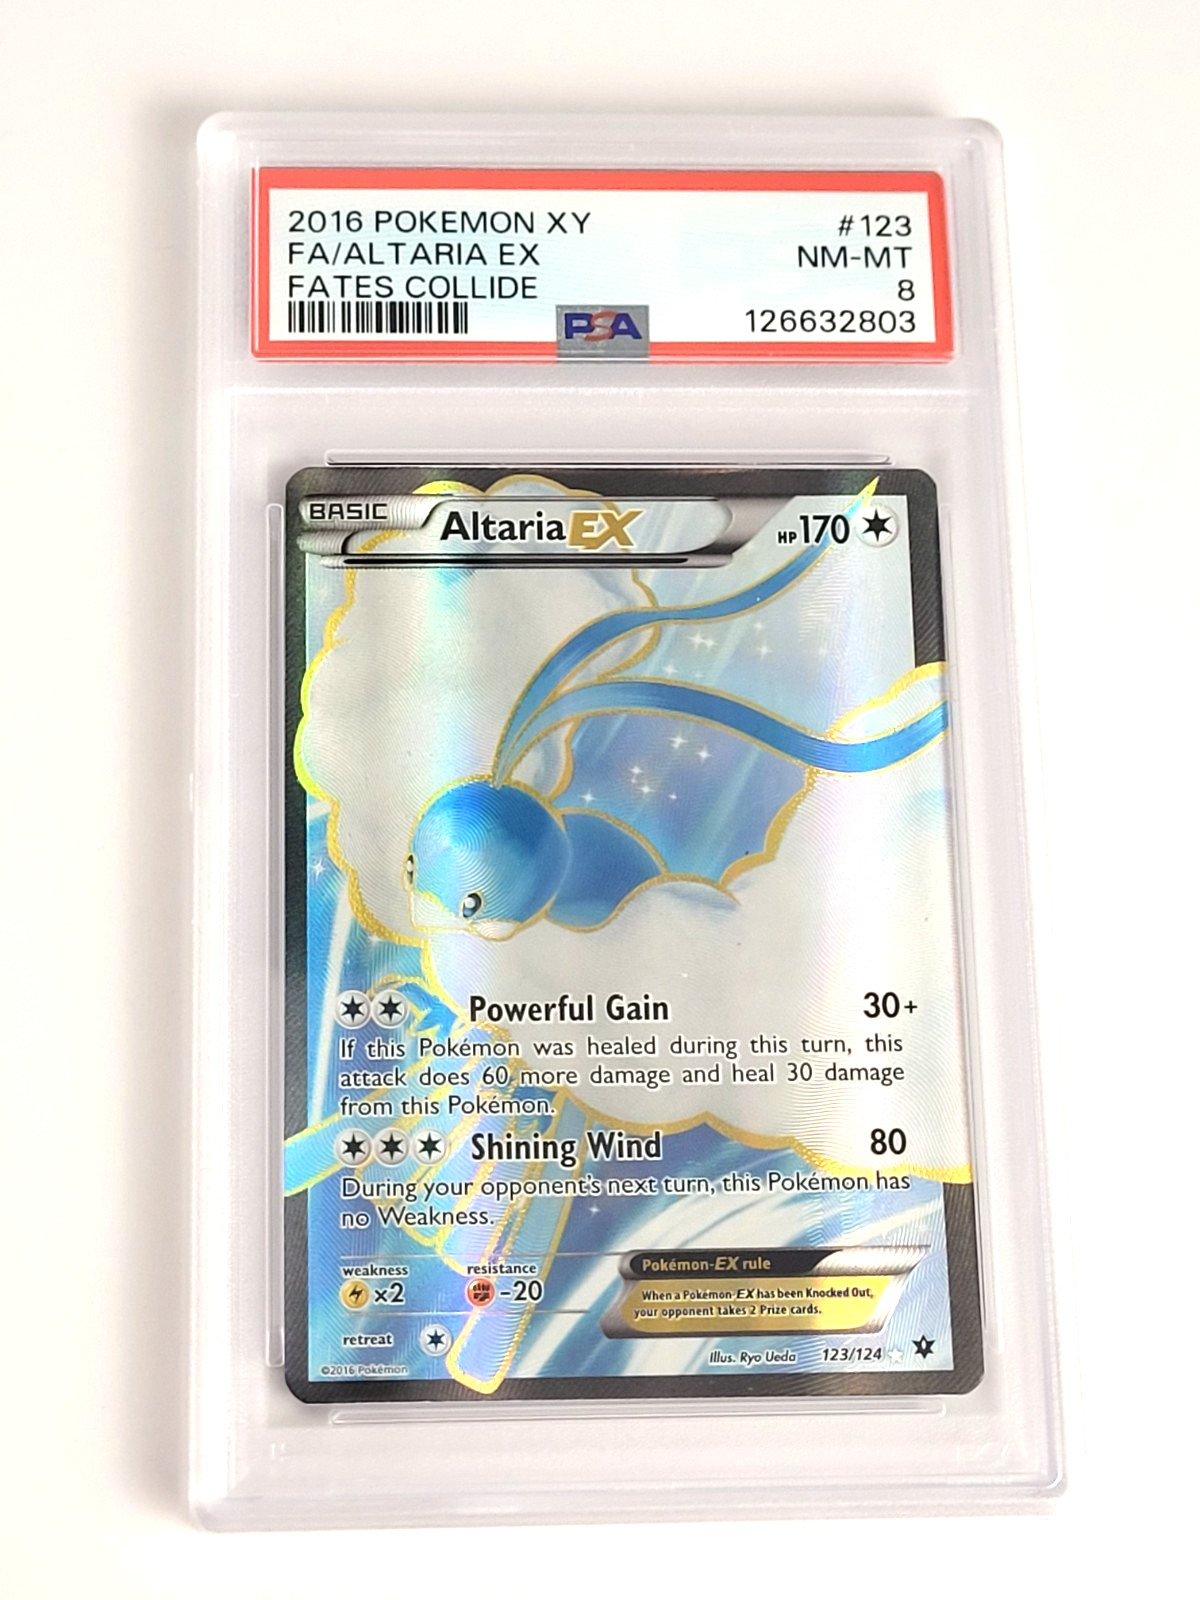 2016 POKEMON XY #123
FA/ALTARIA EX NM-MT
FATES COLLIDE 8
PSA 126632803
BASIC Altaria EX HP 170
Powerful Gain 30+
If this Pokémon was healed during this turn, this
attack does 60 more damage and heal 30 damage
from this Pokémon.
Shining Wind 80
During your opponent's next turn, this Pokémon has
no Weakness.
weakness resistance Pokémon-EX rule
x2 -20 When a Pokémon-EX has been Knocked Out,
your opponent takes 2 Prize cards.
retreat
Illus. Ryo Ueda 123/124
©2016 Pokémon